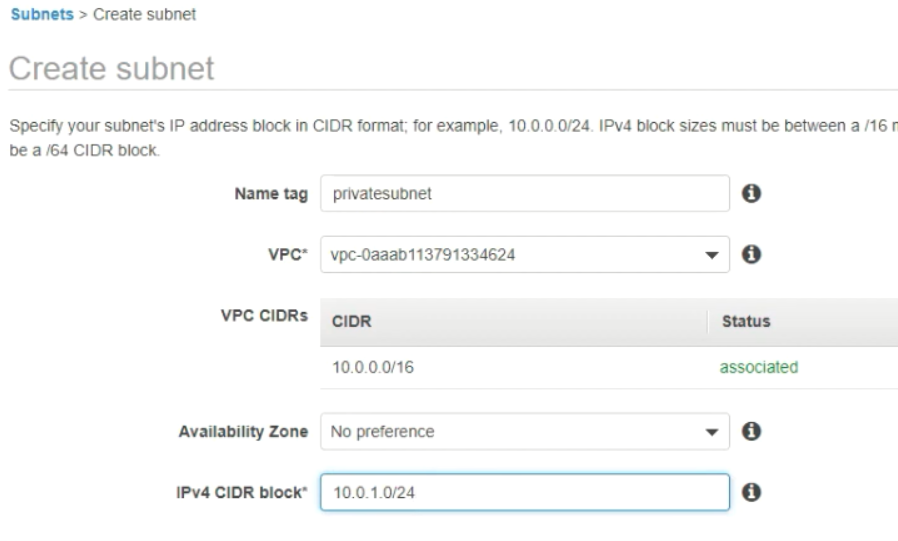 Subnets > Create subnet
Create subnet
Specify your subnet's IP address block in CIDR format; for example, 10.0.0.0/24. IPv4 block sizes must be between a /16
be a /64 CIDR block.
Name tag privatesubnet
VPC* vpc-0aaab113791334624
VPC CIDRs CIDR Status
10.0.0.0/16 associated
Availability Zone No preference
IPv4 CIDR block* 10.0.1.0/24